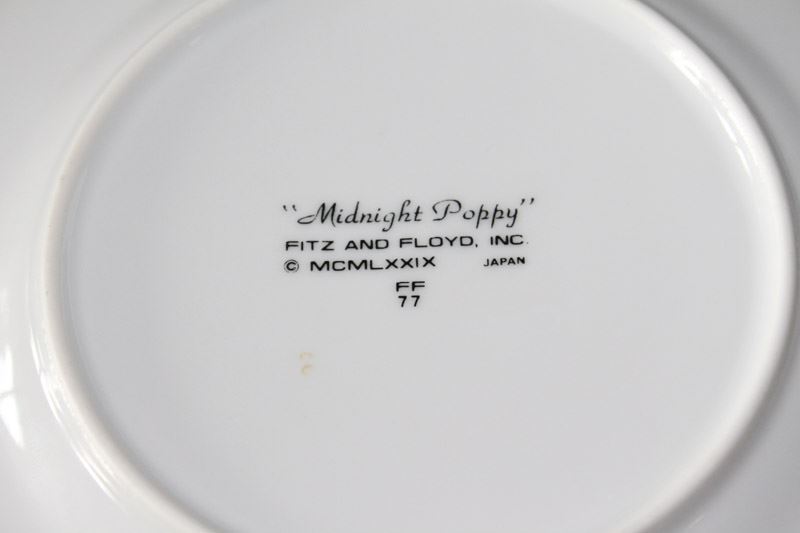 "Midnight Poppy"
FITZ AND FLOYD, INC.
© MCMLXXIX JAPAN
FF
77